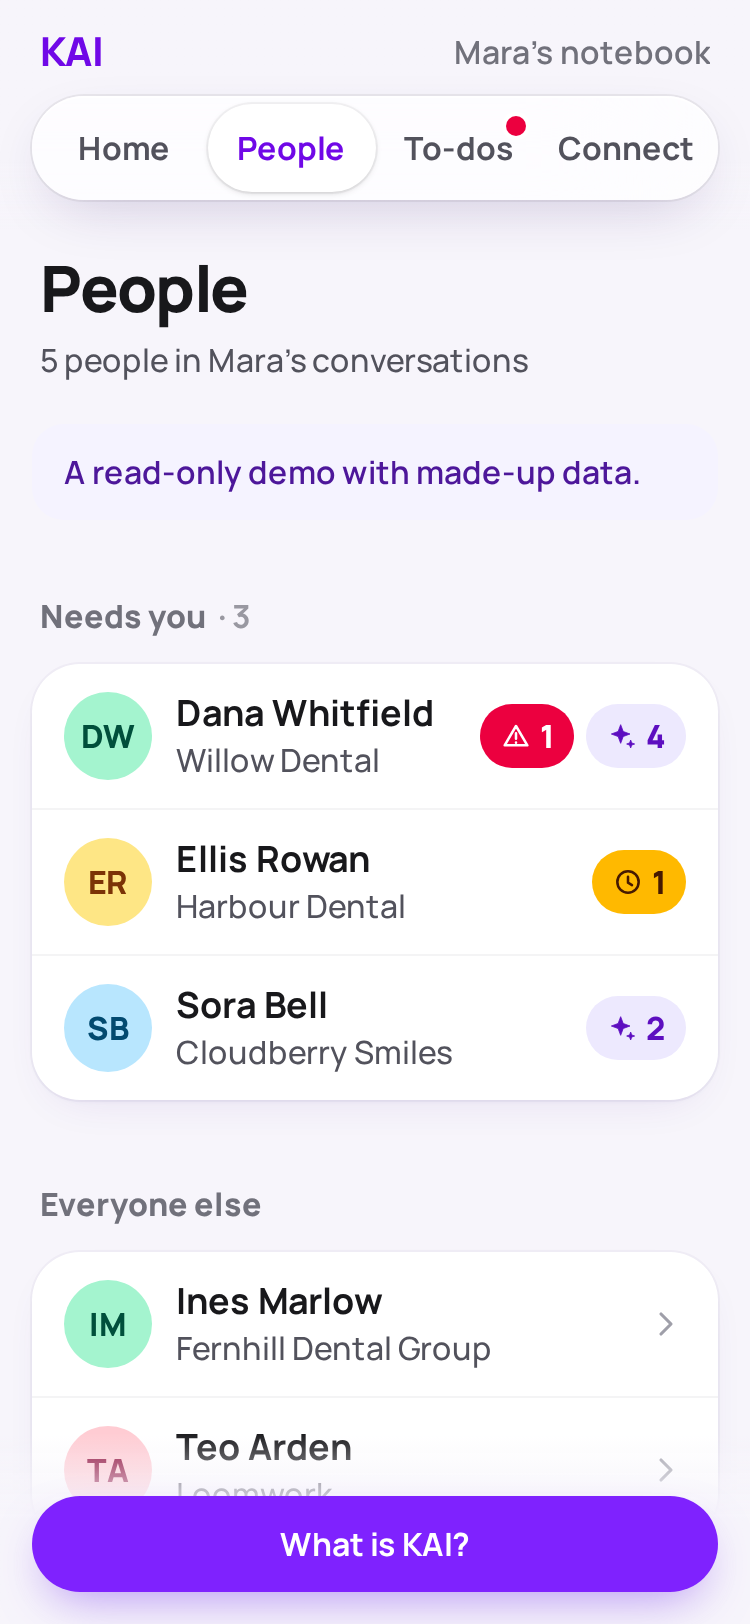 KAI
Mara's notebook
Home People To-dos Connect
People
5 people in Mara's conversations
A read-only demo with made-up data.
Needs you · 3
DW
Dana Whitfield
Willow Dental
1
4
ER
Ellis Rowan
Harbour Dental
1
SB
Sora Bell
Cloudberry Smiles
2
Everyone else
IM
Ines Marlow
Fernhill Dental Group
TA
Teo Arden
Loomwork
What is KAI?